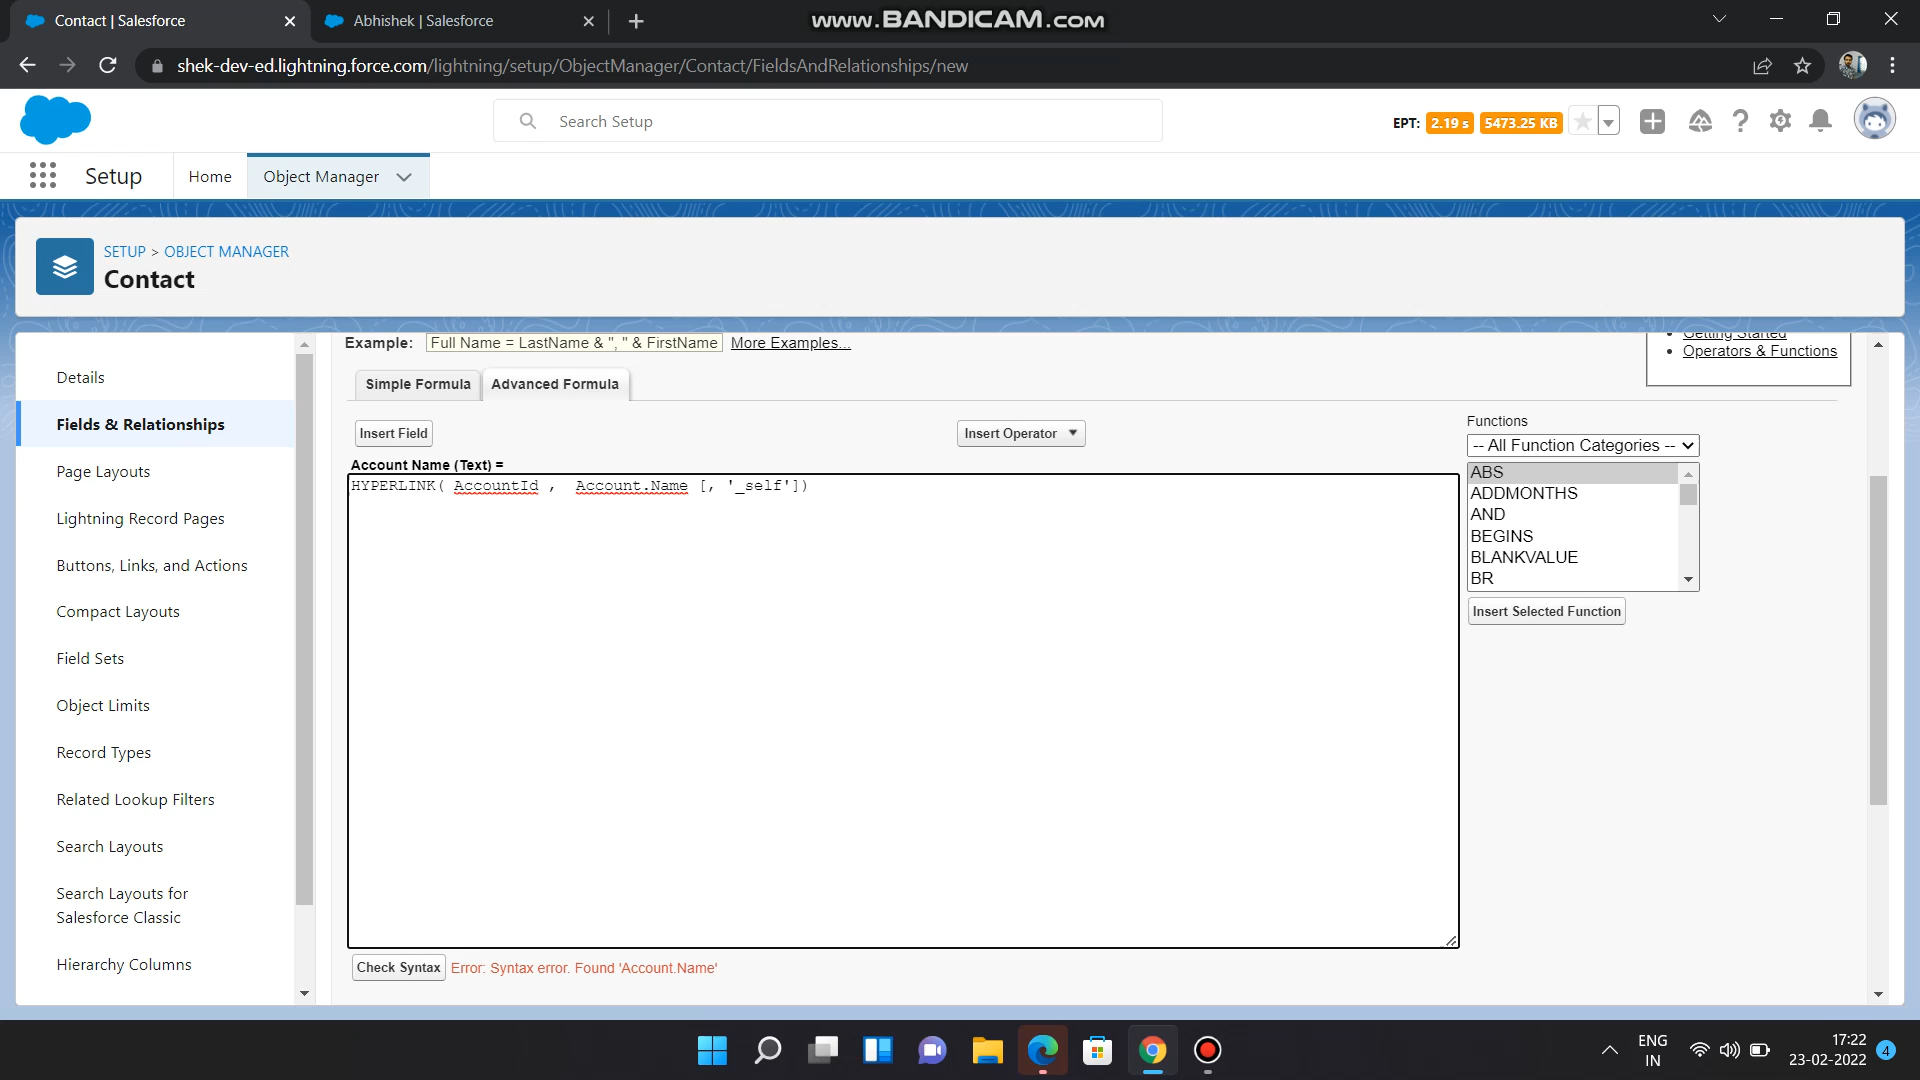 Contact | Salesforce
Abhishek | Salesforce
www.BANDICAM.com
shek-dev-ed.lightning.force.com/lightning/setup/ObjectManager/Contact/FieldsAndRelationships/new
Search Setup
EPT: 2.19 s 5473.25 KB
Setup
Home
Object Manager
SETUP > OBJECT MANAGER
Contact
Details
Fields & Relationships
Page Layouts
Lightning Record Pages
Buttons, Links, and Actions
Compact Layouts
Field Sets
Object Limits
Record Types
Related Lookup Filters
Search Layouts
Search Layouts for
Salesforce Classic
Hierarchy Columns
Example: Full Name = LastName & ", " & FirstName More Examples...
Getting Started
Operators & Functions
Simple Formula
Advanced Formula
Insert Field
Insert Operator
Account Name (Text) =
HYPERLINK( AccountId , Account.Name [, '_self'])
Functions
-- All Function Categories --
ABS
ADDMONTHS
AND
BEGINS
BLANKVALUE
BR
Insert Selected Function
Check Syntax Error: Syntax error. Found 'Account.Name'
ENG
IN
17:22
23-02-2022
4